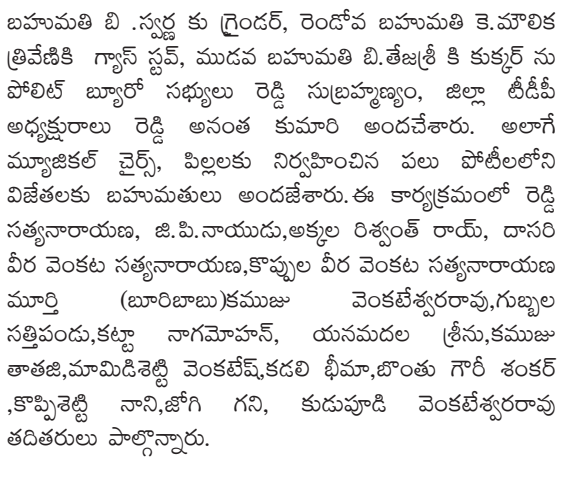 బహుమతి బి .స్వర్ణ కు గ్రైండర్, రెండోవ బహుమతి కె.మౌలిక
త్రివేణికి గ్యాస్ స్టవ్, ముడవ బహుమతి బి.తేజశ్రీ కి కుక్కర్ ను
పోలిట్ బ్యూరో సభ్యులు రెడ్డి సుబ్రహ్మణ్యం, జిల్లా టీడీపీ
అధ్యక్షురాలు రెడ్డి అనంత కుమారి అందచేశారు. అలాగే
మ్యూజికల్ చైర్స్, పిల్లలకు నిర్వహించిన పలు పోటీలలోని
విజేతలకు బహుమతులు అందజేశారు.ఈ కార్యక్రమంలో రెడ్డి
సత్యనారాయణ, జి.పి.నాయుడు,అక్కల రిశ్వంత్ రాయ్, దాసరి
వీర వెంకట సత్యనారాయణ,కొప్పుల వీర వెంకట సత్యనారాయణ
మూర్తి (బూరిబాబు)కముజు వెంకటేశ్వరరావు,గుబ్బల
సత్తిపండు,కట్టా నాగమోహన్, యనమదల శ్రీను,కముజు
తాతజి,మామిడిశెట్టి వెంకటేష్,కడలి భీమా,బొంతు గౌరీ శంకర్
,కొప్పిశెట్టి నాని,జోగి గని, కుడుపూడి వెంకటేశ్వరరావు
తదితరులు పాల్గొన్నారు.